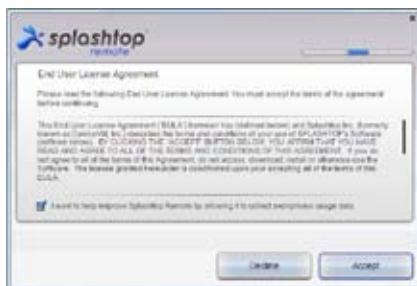 splashtop
remote
End User License Agreement
Please read the following End User License Agreement. You must accept the terms of the agreement
before continuing.
This End User License Agreement ("EULA") between You (defined below) and Splashtop Inc. (formerly
known as DeviceVM, Inc.) describes the terms and conditions of your use of SPLASHTOP's Software
(defined below). BY CLICKING THE "ACCEPT" BUTTON BELOW, YOU AFFIRM THAT YOU HAVE
READ AND AGREE TO ALL OF THE TERMS AND CONDITIONS OF THIS AGREEMENT. If you do
not agree to all of the terms of this Agreement, do not access, download, install or otherwise use the
Software. The license granted hereunder is conditioned upon your accepting all of the terms of this
EULA.
I want to help improve Splashtop Remote by allowing it to collect anonymous usage data.
Decline
Accept